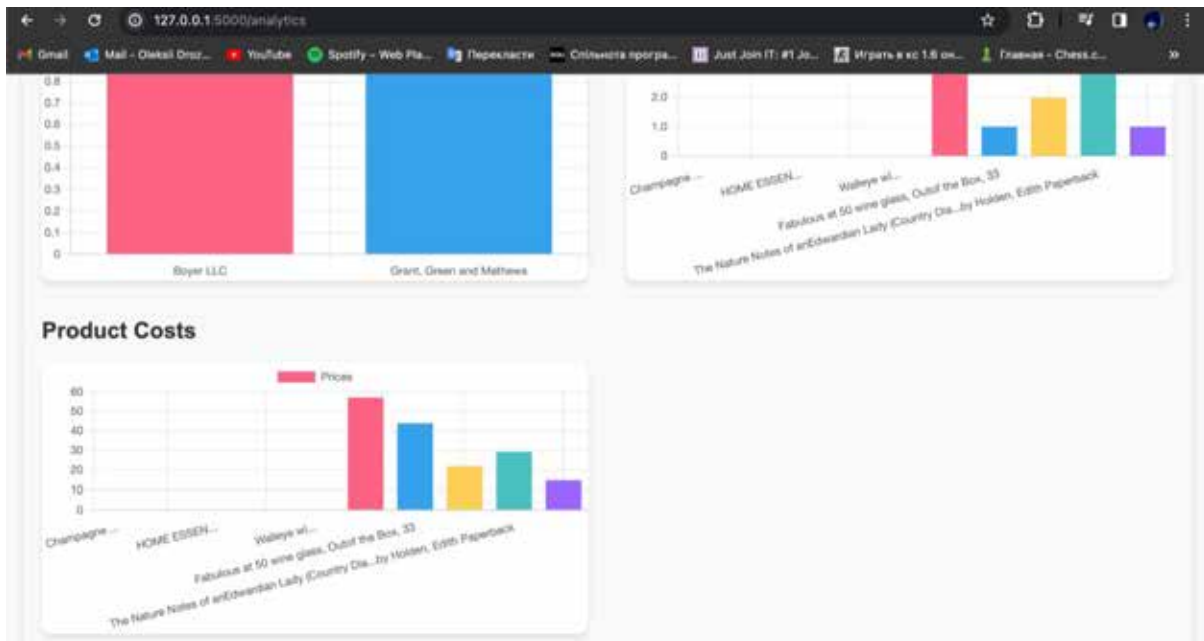 127.0.0.1:5000/analytics
Gmail
Mail - Oleksii Droz...
YouTube
Spotify – Web Pla...
Перекласти
Спільнота програ...
Just Join IT: #1 Jo...
Играть в кс 1.6 он...
Главная - Chess.c...
»
0.8
0.7
0.6
0.5
0.4
0.3
0.2
0.1
0
Boyer LLC
Grant, Green and Mathews
2.0
1.0
0
Champagne ...
HOME ESSEN...
Walleye wi...
Fabulous at 50 wine glass, Outof the Box, 33
The Nature Notes of anEdwardian Lady (Country Dia...by Holden, Edith Paperback
Product Costs
Prices
60
50
40
30
20
10
0
Champagne ...
HOME ESSEN...
Walleye wi...
Fabulous at 50 wine glass, Outof the Box, 33
The Nature Notes of anEdwardian Lady (Country Dia...by Holden, Edith Paperback